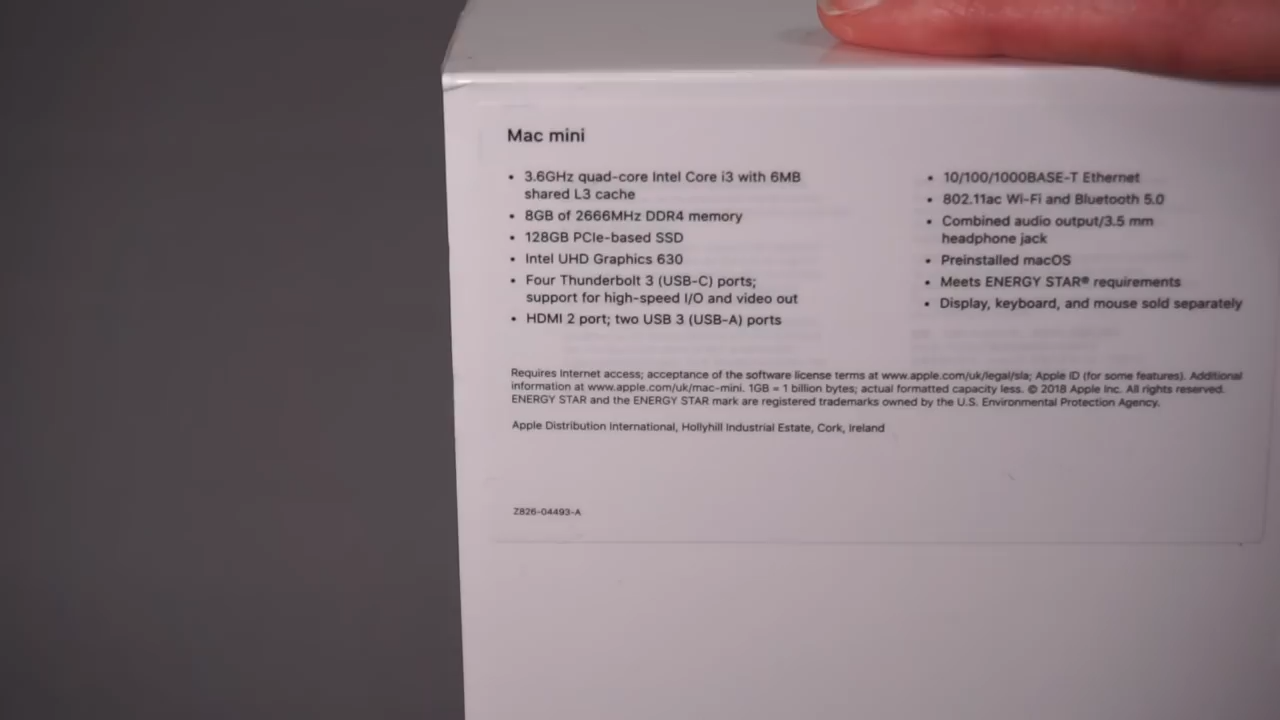 Mac mini
• 3.6GHz quad-core Intel Core i3 with 6MB
shared L3 cache
• 8GB of 2666MHz DDR4 memory
• 128GB PCIe-based SSD
• Intel UHD Graphics 630
• Four Thunderbolt 3 (USB-C) ports;
support for high-speed I/O and video out
• HDMI 2 port; two USB 3 (USB-A) ports
• 10/100/1000BASE-T Ethernet
• 802.11ac Wi-Fi and Bluetooth 5.0
• Combined audio output/3.5 mm
headphone jack
• Preinstalled macOS
• Meets ENERGY STAR® requirements
• Display, keyboard, and mouse sold separately
Requires Internet access; acceptance of the software license terms at www.apple.com/uk/legal/sla; Apple ID (for some features). Additional
information at www.apple.com/uk/mac-mini. 1GB = 1 billion bytes; actual formatted capacity less. © 2018 Apple Inc. All rights reserved.
ENERGY STAR and the ENERGY STAR mark are registered trademarks owned by the U.S. Environmental Protection Agency.
Apple Distribution International, Hollyhill Industrial Estate, Cork, Ireland
Z826-04493-A